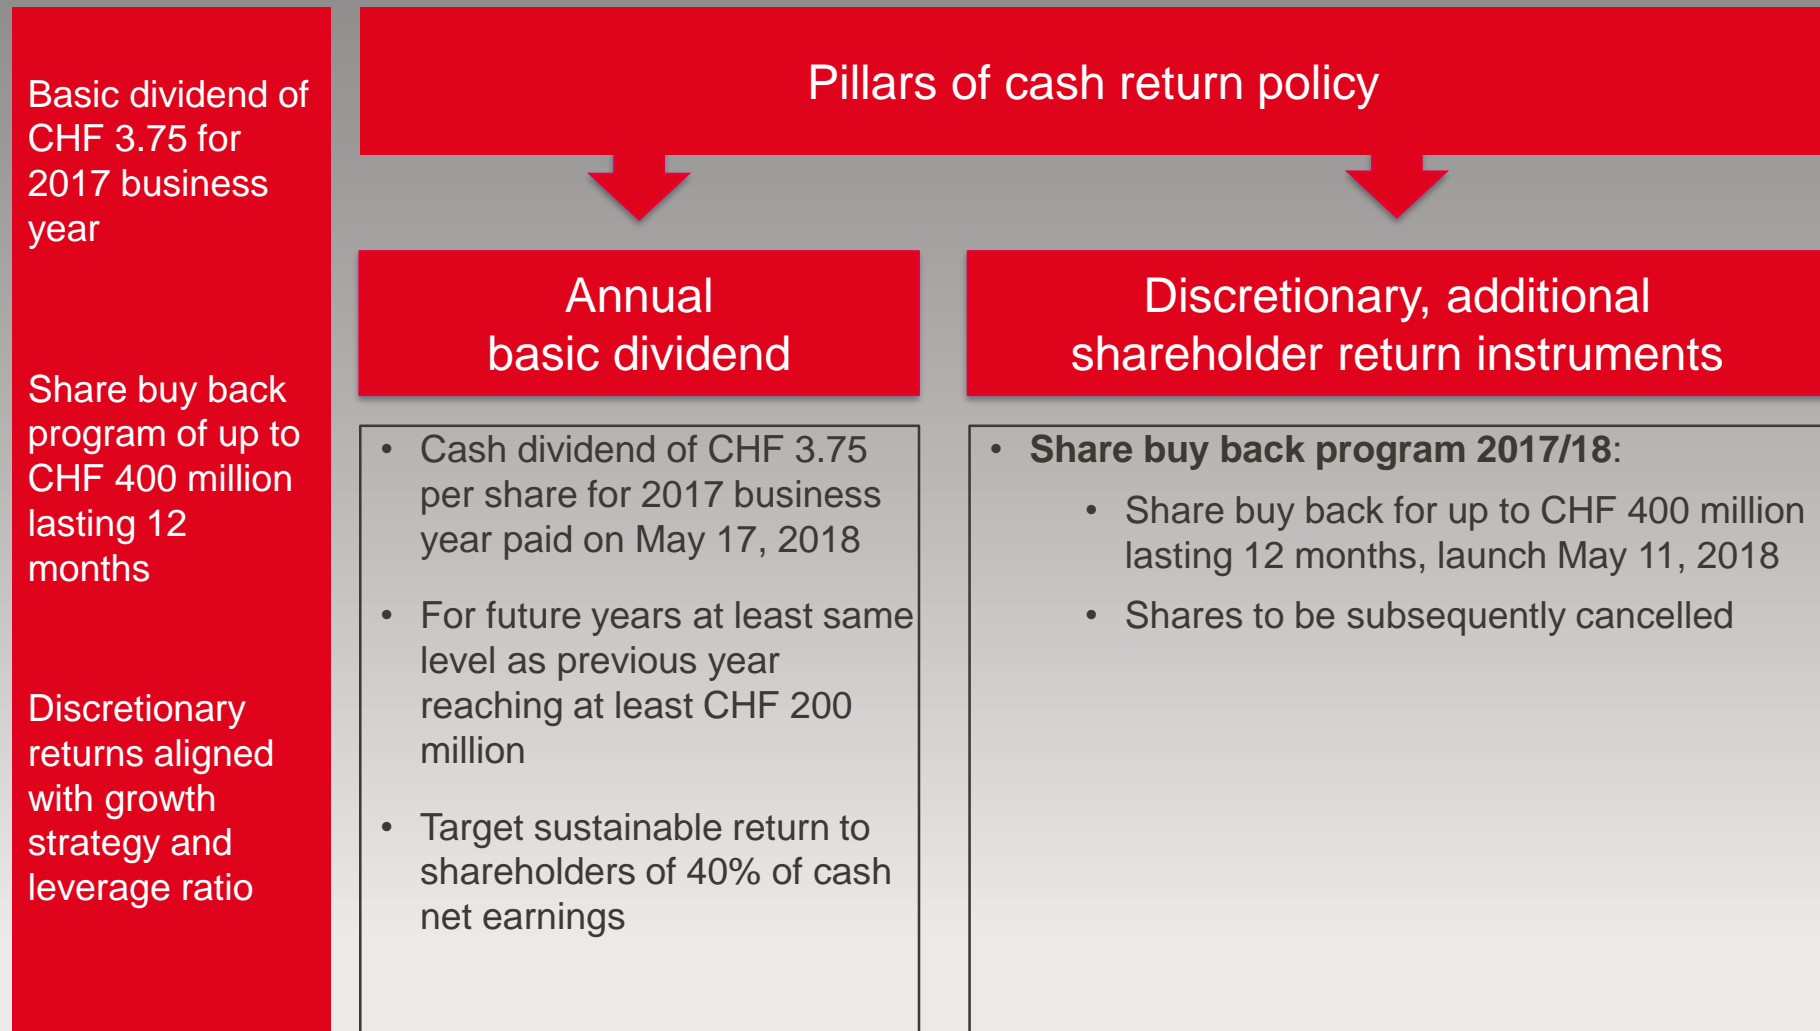 Basic dividend of
CHF 3.75 for
2017 business
year
Share buy back
program of up to
CHF 400 million
lasting 12
months
Discretionary
returns aligned
with growth
strategy and
leverage ratio
Pillars of cash return policy
Annual
basic dividend
• Cash dividend of CHF 3.75
per share for 2017 business
year paid on May 17, 2018
• For future years at least same
level as previous year
reaching at least CHF 200
million
• Target sustainable return to
shareholders of 40% of cash
net earnings
Discretionary, additional
shareholder return instruments
• Share buy back program 2017/18:
• Share buy back for up to CHF 400 million
lasting 12 months, launch May 11, 2018
• Shares to be subsequently cancelled